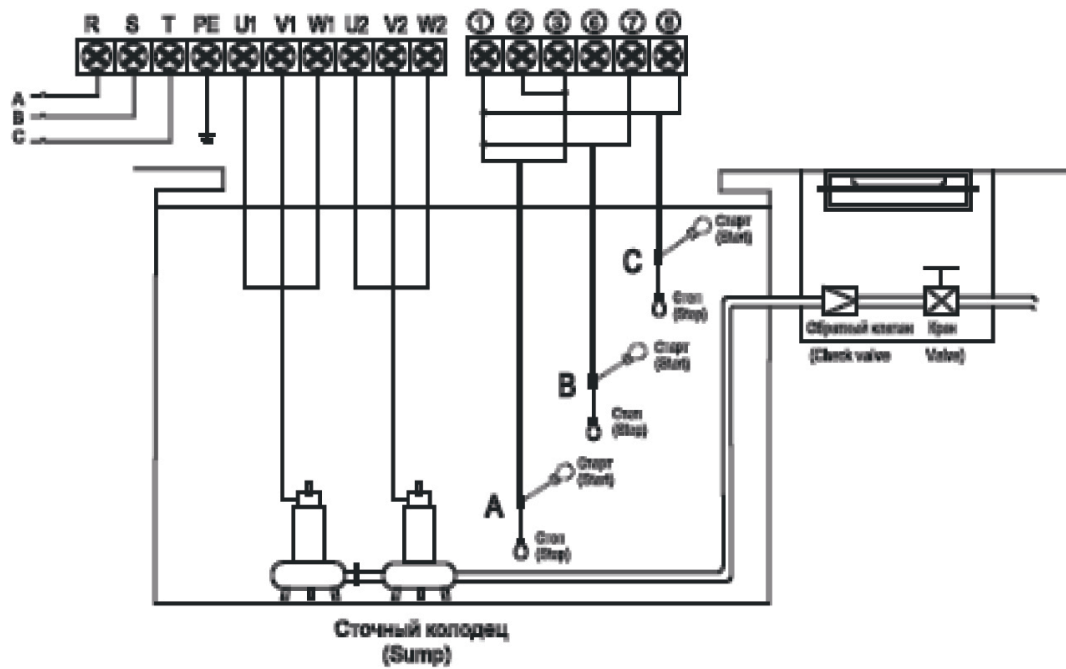 R S T PE U1 V1 W1 U2 V2 W2 ① ② ③ ⑥ ⑦ ⑧
A
B
C
Старт
(Start)
C
Стоп
(Stop)
Обратный клапан Кран
(Check valve Valve)
Старт
(Start)
B
Стоп
(Stop)
Старт
(Start)
A
Стоп
(Stop)
Сточный колодец
(Sump)